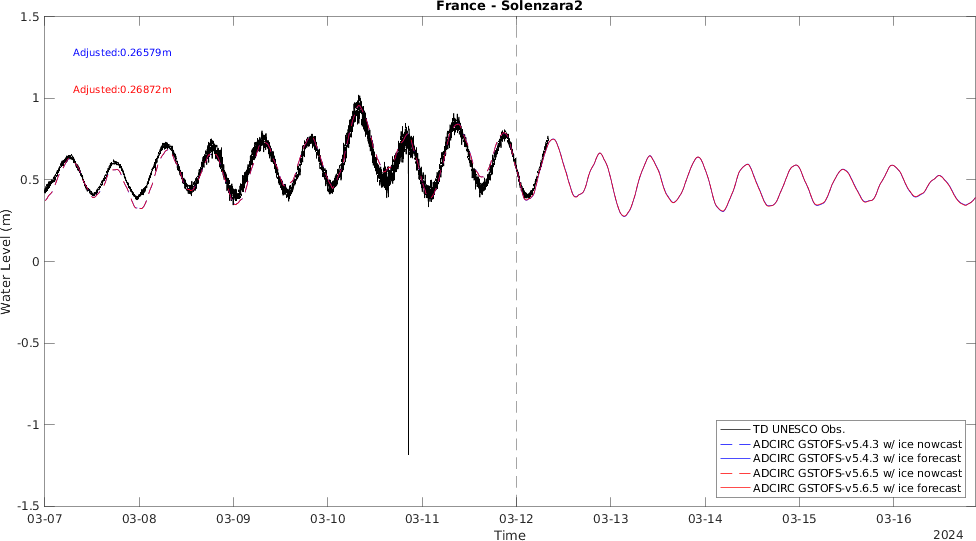 France - Solenzara2
Adjusted:0.26579m
Adjusted:0.26872m
1.5
1
0.5
0
-0.5
-1
-1.5
Water Level (m)
TD UNESCO Obs.
ADCIRC GSTOFS-v5.4.3 w/ ice nowcast
ADCIRC GSTOFS-v5.4.3 w/ ice forecast
ADCIRC GSTOFS-v5.6.5 w/ ice nowcast
ADCIRC GSTOFS-v5.6.5 w/ ice forecast
03-07 03-08 03-09 03-10 03-11 03-12 03-13 03-14 03-15 03-16
Time
2024